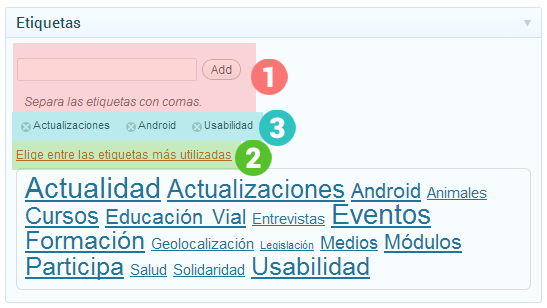 Etiquetas
Add
1
Separa las etiquetas con comas.
Actualizaciones Android Usabilidad
3
Elige entre las etiquetas más utilizadas
2
Actualidad Actualizaciones Android Animales
Cursos Educación Vial Entrevistas Eventos
Formación Geolocalización Legislación Medios Módulos
Participa Salud Solidaridad Usabilidad